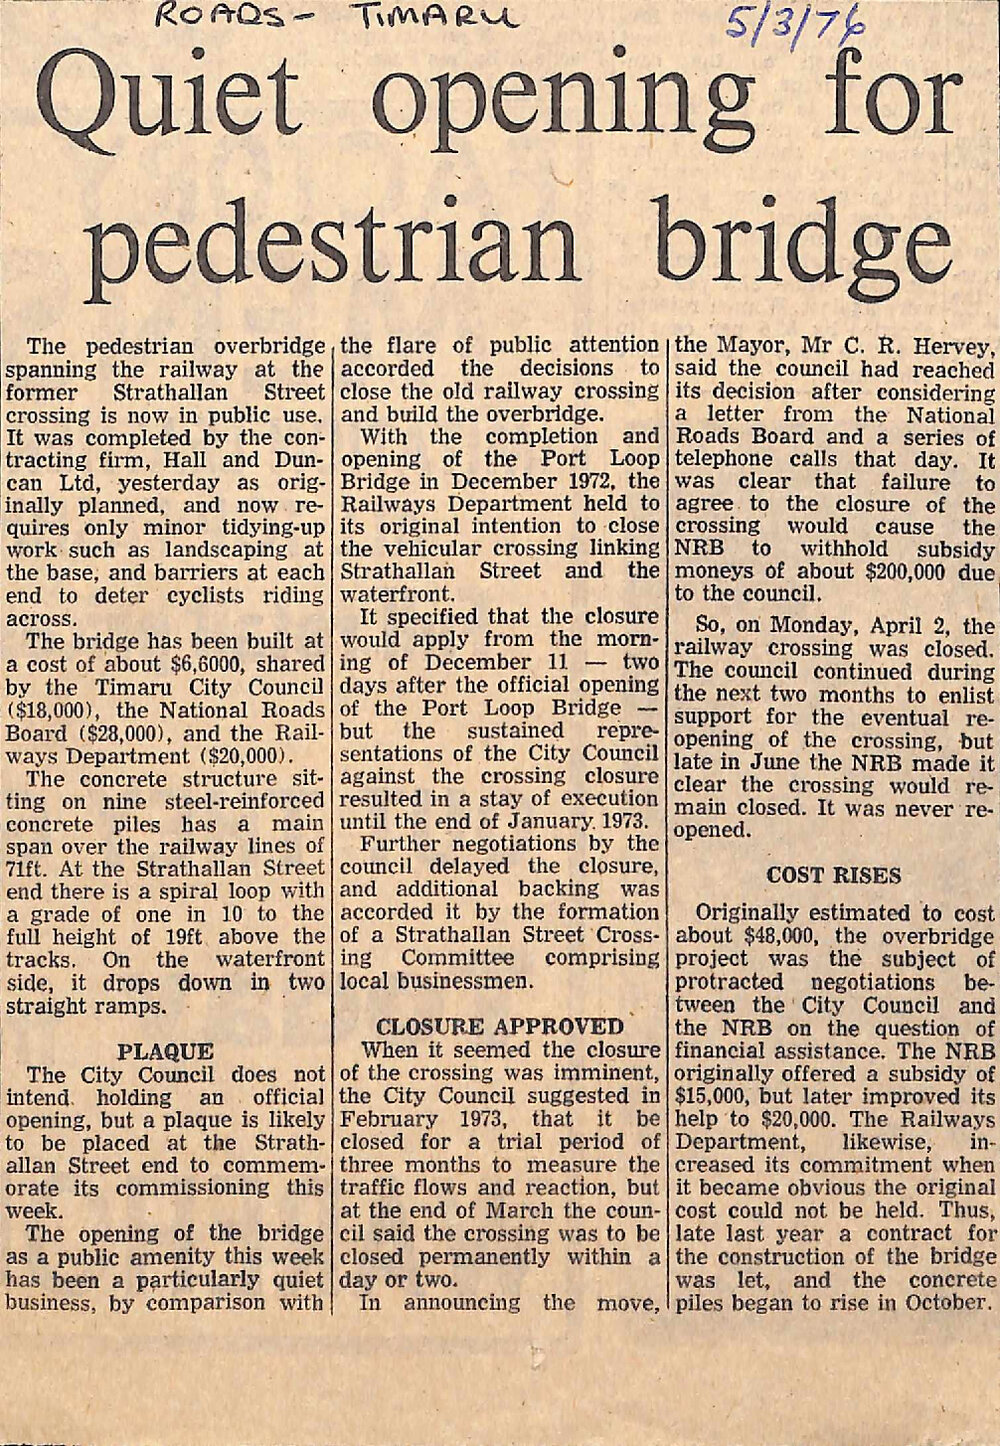 ROADS- TIMARU
5/3/76
Quiet opening for
pedestrian bridge
The pedestrian overbridge
spanning the railway at the
former Strathallan Street
crossing is now in public use.
It was completed by the con-
tracting firm, Hall and Dun-
can Ltd, yesterday as orig-
inally planned, and now re-
quires only minor tidying-up
work such as landscaping at
the base, and barriers at each
end to deter cyclists riding
across.
The bridge has been built at
a cost of about $6,6000, shared
by the Timaru City Council
($18,000), the National Roads
Board ($28,000), and the Rail-
ways Department ($20,000).
The concrete structure sit-
ting on nine steel-reinforced
concrete piles has a main
span over the railway lines of
71ft. At the Strathallan Street
end there is a spiral loop with
a grade of one in 10 to the
full height of 19ft above the
tracks. On the waterfront
side, it drops down in two
straight ramps.
PLAQUE
The City Council does not
intend holding an official
opening, but a plaque is likely
to be placed at the Strath-
allan Street end to commem-
orate its commissioning this
week.
The opening of the bridge
as a public amenity this week
has been a particularly quiet
business, by comparison with
the flare of public attention
accorded the decisions to
close the old railway crossing
and build the overbridge.
With the completion and
opening of the Port Loop
Bridge in December 1972, the
Railways Department held to
its original intention to close
the vehicular crossing linking
Strathallan Street and the
waterfront.
It specified that the closure
would apply from the morn-
ing of December 11 — two
days after the official opening
of the Port Loop Bridge —
but the sustained repre-
sentations of the City Council
against the crossing closure
resulted in a stay of execution
until the end of January 1973.
Further negotiations by the
council delayed the closure,
and additional backing was
accorded it by the formation
of a Strathallan Street Cross-
ing Committee comprising
local businessmen.
CLOSURE APPROVED
When it seemed the closure
of the crossing was imminent,
the City Council suggested in
February 1973, that it be
closed for a trial period of
three months to measure the
traffic flows and reaction, but
at the end of March the coun-
cil said the crossing was to be
closed permanently within a
day or two.
In announcing the move,
the Mayor, Mr C. R. Hervey,
said the council had reached
its decision after considering
a letter from the National
Roads Board and a series of
telephone calls that day. It
was clear that failure to
agree to the closure of the
crossing would cause the
NRB to withhold subsidy
moneys of about $200,000 due
to the council.
So, on Monday, April 2, the
railway crossing was closed.
The council continued during
the next two months to enlist
support for the eventual re-
opening of the crossing, but
late in June the NRB made it
clear the crossing would re-
main closed. It was never re-
opened.
COST RISES
Originally estimated to cost
about $48,000, the overbridge
project was the subject of
protracted negotiations be-
tween the City Council and
the NRB on the question of
financial assistance. The NRB
originally offered a subsidy of
$15,000, but later improved its
help to $20,000. The Railways
Department, likewise, in-
creased its commitment when
it became obvious the original
cost could not be held. Thus,
late last year a contract for
the construction of the bridge
was let, and the concrete
piles began to rise in October.